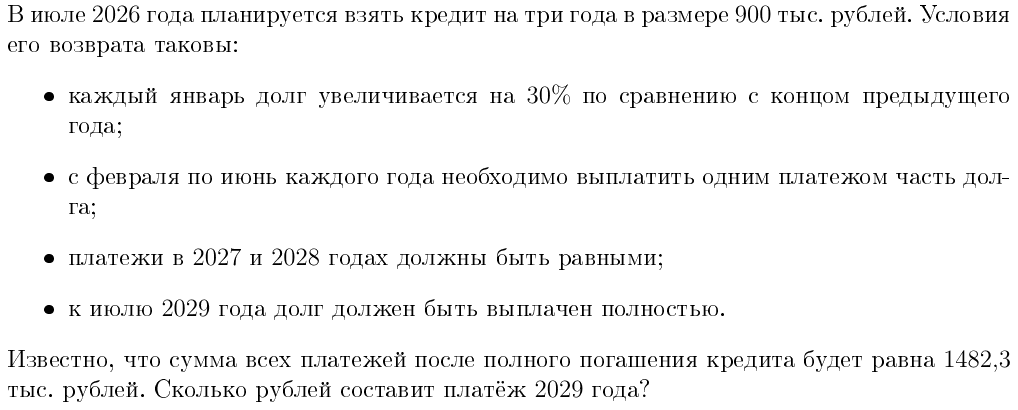 В июле 2026 года планируется взять кредит на три года в размере 900 тыс. рублей. Условия
его возврата таковы:
• каждый январь долг увеличивается на 30% по сравнению с концом предыдущего
года;
• с февраля по июнь каждого года необходимо выплатить одним платежом часть дол-
га;
• платежи в 2027 и 2028 годах должны быть равными;
• к июлю 2029 года долг должен быть выплачен полностью.
Известно, что сумма всех платежей после полного погашения кредита будет равна 1482,3
тыс. рублей. Сколько рублей составит платёж 2029 года?